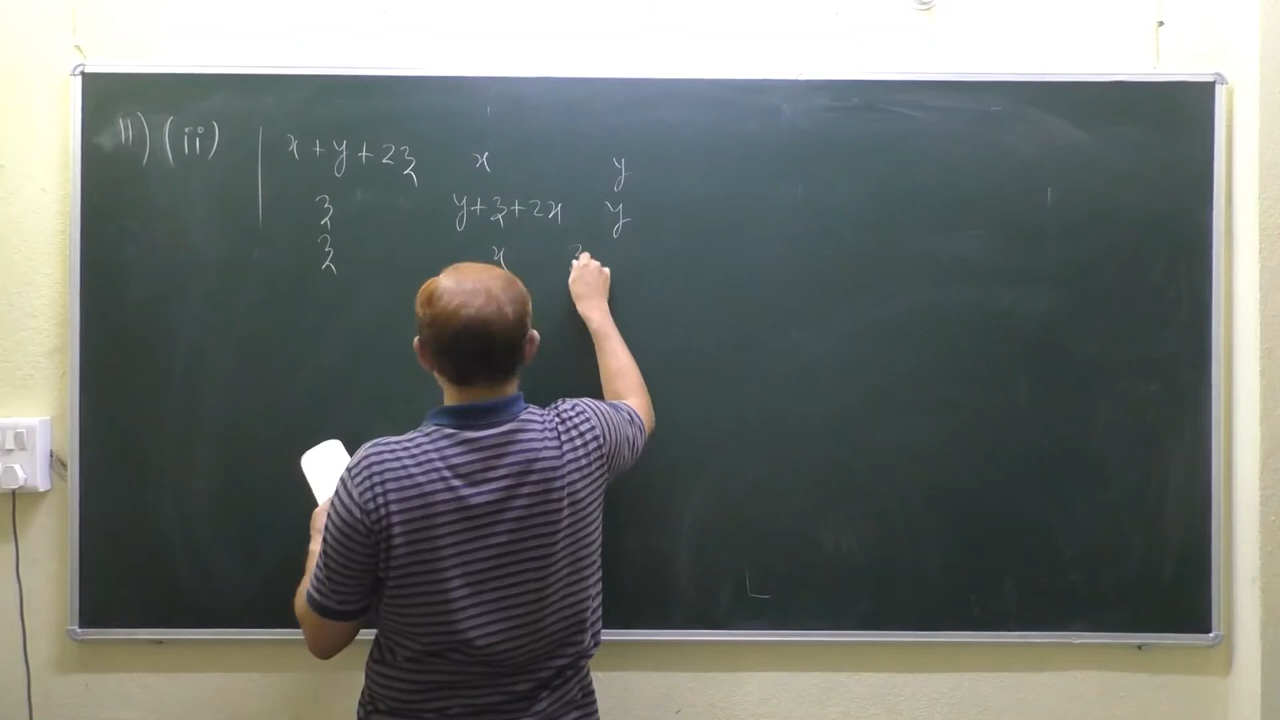 11) (ii) | x+y+2z x y
z y+z+2x y
z x z